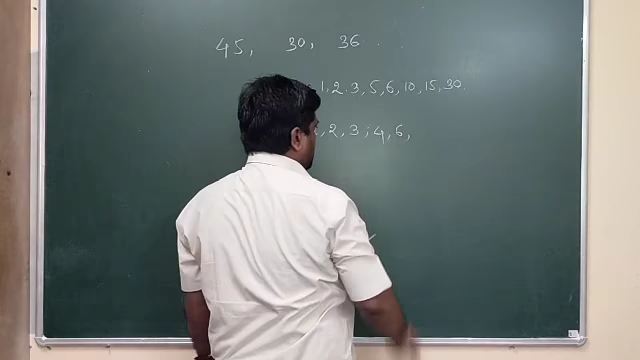 45, 30, 36
1, 2, 3, 5, 6, 10, 15, 30.
, 2, 3, 4, 6,